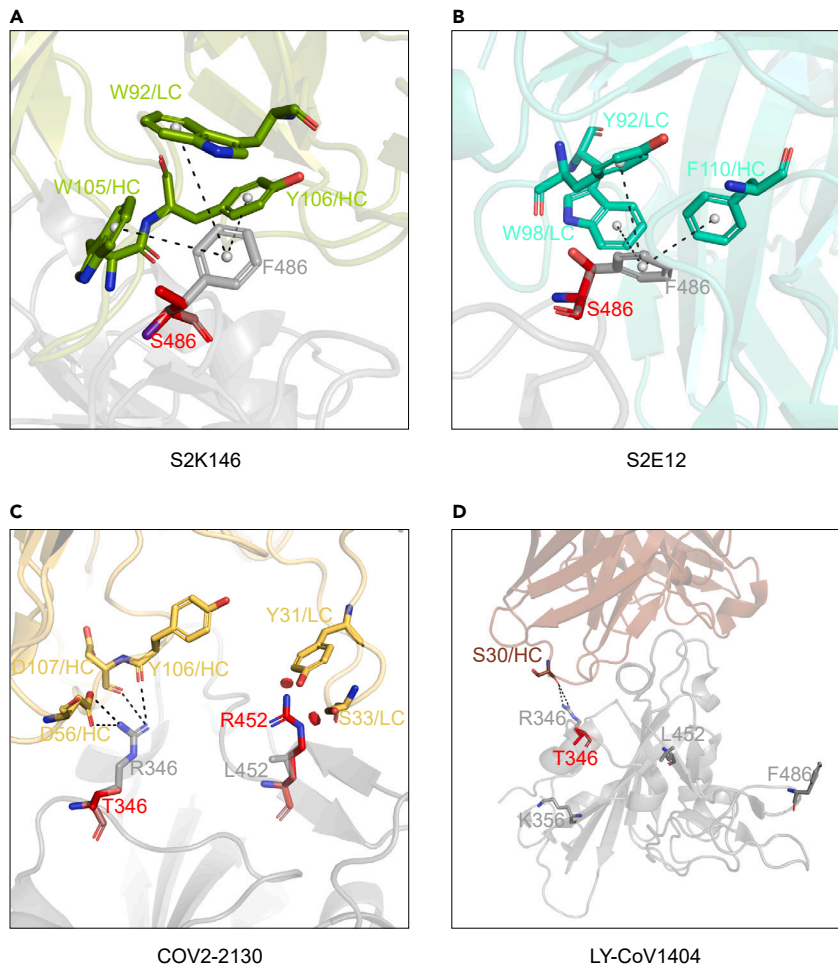 A
W92/LC
W105/HC
Y106/HC
F486
S486
S2K146
B
Y92/LC
F110/HC
W98/LC
F486
S486
S2E12
C
Y31/LC
D107/HC
Y106/HC
D56/HC
R452
S33/LC
R346
L452
T346
COV2-2130
D
S30/HC
R346
L452
T346
F486
K356
LY-CoV1404